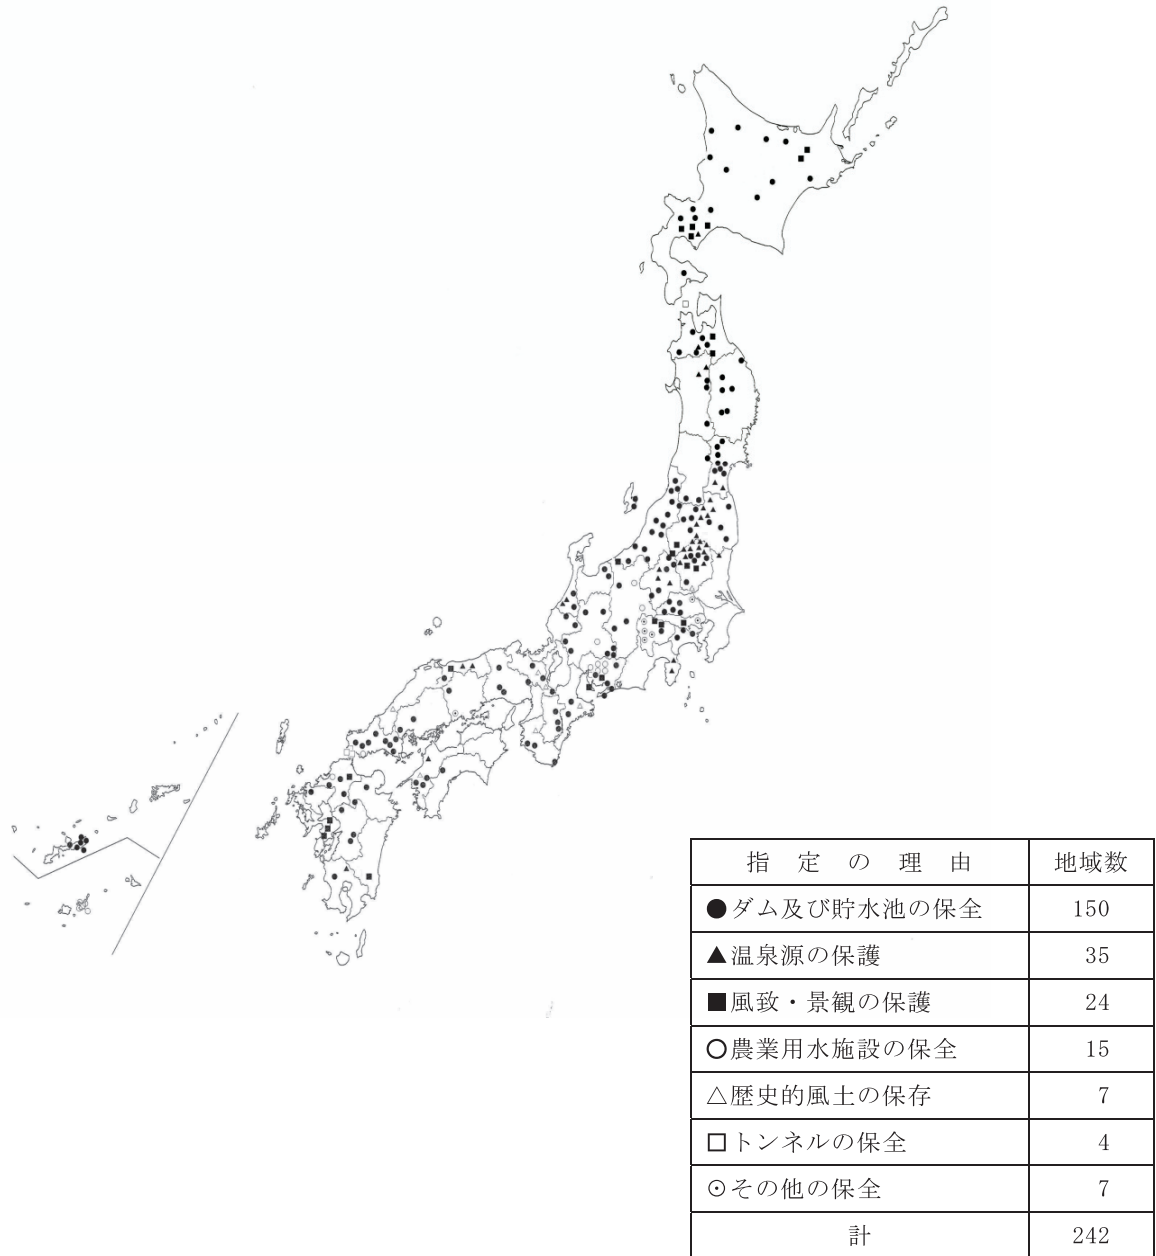 指定の理由 地域数
●ダム及び貯水池の保全 150
▲温泉源の保護 35
■風致・景観の保護 24
○農業用水施設の保全 15
△歴史的風土の保存 7
□トンネルの保全 4
⊙その他の保全 7
計 242